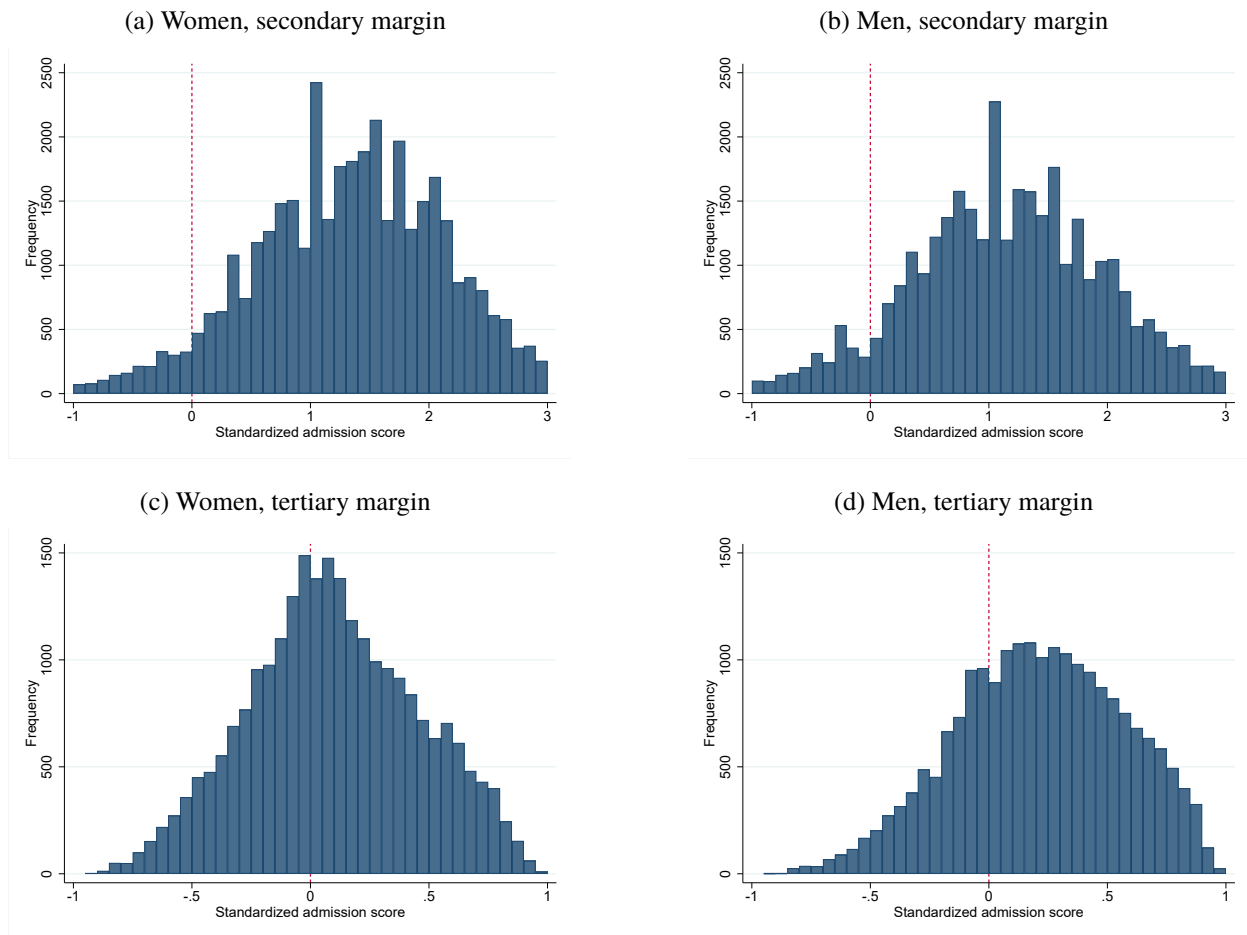 (a) Women, secondary margin
Frequency
2500
2000
1500
1000
500
0
-1 0 1 2 3
Standardized admission score
(b) Men, secondary margin
Frequency
2500
2000
1500
1000
500
0
-1 0 1 2 3
Standardized admission score
(c) Women, tertiary margin
Frequency
1500
1000
500
0
-1 -.5 0 .5 1
Standardized admission score
(d) Men, tertiary margin
Frequency
1500
1000
500
0
-1 -.5 0 .5 1
Standardized admission score